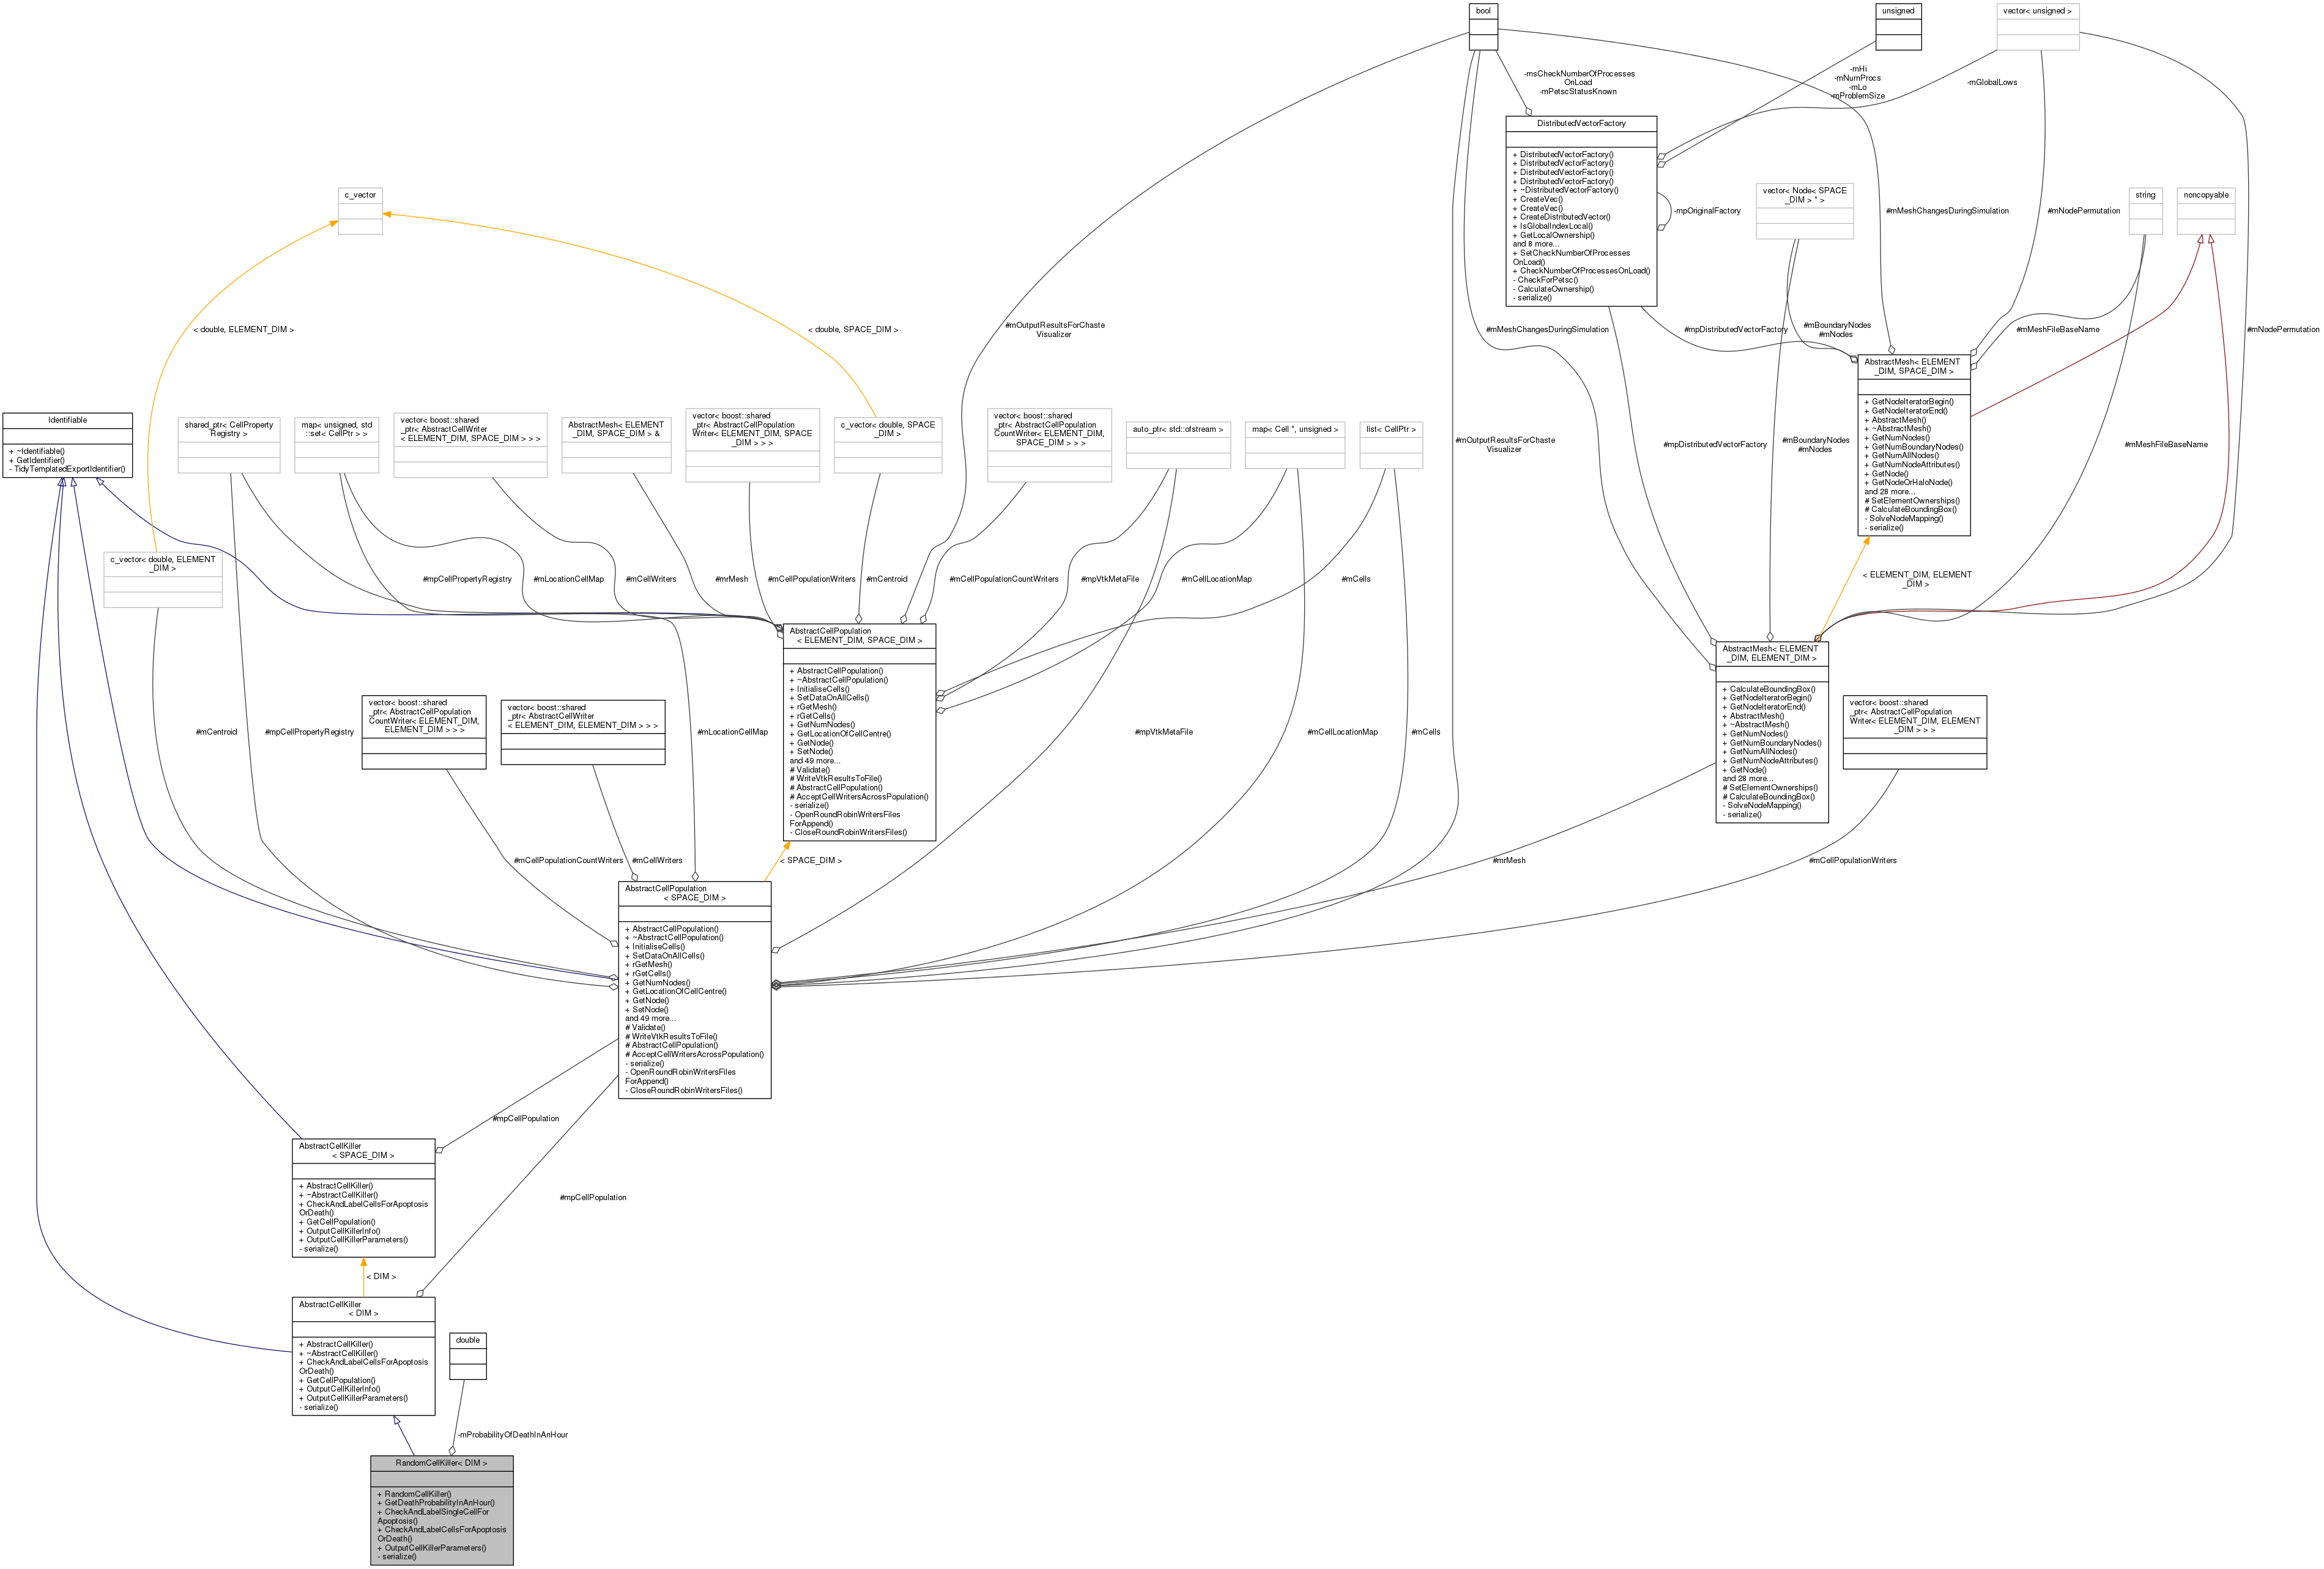 bool
unsigned
vector< unsigned >
-msCheckNumberOfProcesses
OnLoad
-mPetscStatusKnown
-mHi
-mNumProcs
-mLo
-mProblemSize
-mGlobalLows
DistributedVectorFactory
+ DistributedVectorFactory()
+ DistributedVectorFactory()
+ DistributedVectorFactory()
+ DistributedVectorFactory()
+ ~DistributedVectorFactory()
+ CreateVec()
+ CreateVec()
+ CreateDistributedVector()
+ IsGlobalIndexLocal()
+ GetLocalOwnership()
and 8 more...
+ SetCheckNumberOfProcesses
OnLoad()
+ CheckNumberOfProcessesOnLoad()
- CheckForPetsc()
- CalculateOwnership()
- serialize()
-mpOriginalFactory
vector< Node< SPACE
_DIM > * >
#mMeshChangesDuringSimulation
#mNodePermutation
string
noncopyable
c_vector
< double, ELEMENT_DIM >
< double, SPACE_DIM >
#mOutputResultsForChaste
Visualizer
#mMeshChangesDuringSimulation
#mpDistributedVectorFactory
#mBoundaryNodes
#mNodes
#mMeshFileBaseName
#mNodePermutation
AbstractMesh< ELEMENT
_DIM, SPACE_DIM >
+ GetNodeIteratorBegin()
+ GetNodeIteratorEnd()
+ AbstractMesh()
+ ~AbstractMesh()
+ GetNumNodes()
+ GetNumBoundaryNodes()
+ GetNumAllNodes()
+ GetNumNodeAttributes()
+ GetNode()
+ GetNodeOrHaloNode()
and 28 more...
# SetElementOwnerships()
# CalculateBoundingBox()
- SolveNodeMapping()
- serialize()
Identifiable
+ ~Identifiable()
+ GetIdentifier()
- TidyTemplatedExportIdentifier()
shared_ptr< CellProperty
Registry >
map< unsigned, std
::set< CellPtr > >
vector< boost::shared
_ptr< AbstractCellWriter
< ELEMENT_DIM, SPACE_DIM > > >
AbstractMesh< ELEMENT
_DIM, SPACE_DIM > &
vector< boost::shared
_ptr< AbstractCellPopulation
Writer< ELEMENT_DIM, SPACE
_DIM > > >
c_vector< double, SPACE
_DIM >
vector< boost::shared
_ptr< AbstractCellPopulation
CountWriter< ELEMENT_DIM,
SPACE_DIM > > >
auto_ptr< std::ofstream >
map< Cell *, unsigned >
list< CellPtr >
#mOutputResultsForChaste
Visualizer
#mpDistributedVectorFactory
#mBoundaryNodes
#mNodes
#mMeshFileBaseName
c_vector< double, ELEMENT
_DIM >
#mpCellPropertyRegistry
#mLocationCellMap
#mCellWriters
#mrMesh
#mCellPopulationWriters
#mCentroid
#mCellPopulationCountWriters
#mpVtkMetaFile
#mCellLocationMap
#mCells
< ELEMENT_DIM, ELEMENT
_DIM >
AbstractCellPopulation
< ELEMENT_DIM, SPACE_DIM >
+ AbstractCellPopulation()
+ ~AbstractCellPopulation()
+ InitialiseCells()
+ SetDataOnAllCells()
+ rGetMesh()
+ rGetCells()
+ GetNumNodes()
+ GetLocationOfCellCentre()
+ GetNode()
+ SetNode()
and 49 more...
# Validate()
# WriteVtkResultsToFile()
# AbstractCellPopulation()
# AcceptCellWritersAcrossPopulation()
- serialize()
- OpenRoundRobinWritersFiles
ForAppend()
- CloseRoundRobinWritersFiles()
AbstractMesh< ELEMENT
_DIM, ELEMENT_DIM >
+ CalculateBoundingBox()
+ GetNodeIteratorBegin()
+ GetNodeIteratorEnd()
+ AbstractMesh()
+ ~AbstractMesh()
+ GetNumNodes()
+ GetNumBoundaryNodes()
+ GetNumAllNodes()
+ GetNumNodeAttributes()
+ GetNode()
and 28 more...
# SetElementOwnerships()
# CalculateBoundingBox()
- SolveNodeMapping()
- serialize()
#mCentroid
#mpCellPropertyRegistry
vector< boost::shared
_ptr< AbstractCellPopulation
CountWriter< ELEMENT_DIM,
ELEMENT_DIM > > >
vector< boost::shared
_ptr< AbstractCellWriter
< ELEMENT_DIM, ELEMENT_DIM > > >
#mLocationCellMap
#mpVtkMetaFile
#mCellLocationMap
#mCells
vector< boost::shared
_ptr< AbstractCellPopulation
Writer< ELEMENT_DIM, ELEMENT
_DIM > > >
#mCellPopulationCountWriters
#mCellWriters
< SPACE_DIM >
#mrMesh
#mCellPopulationWriters
AbstractCellPopulation
< SPACE_DIM >
+ AbstractCellPopulation()
+ ~AbstractCellPopulation()
+ InitialiseCells()
+ SetDataOnAllCells()
+ rGetMesh()
+ rGetCells()
+ GetNumNodes()
+ GetLocationOfCellCentre()
+ GetNode()
+ SetNode()
and 49 more...
# Validate()
# WriteVtkResultsToFile()
# AbstractCellPopulation()
# AcceptCellWritersAcrossPopulation()
- serialize()
- OpenRoundRobinWritersFiles
ForAppend()
- CloseRoundRobinWritersFiles()
#mpCellPopulation
AbstractCellKiller
< SPACE_DIM >
+ AbstractCellKiller()
+ ~AbstractCellKiller()
+ CheckAndLabelCellsForApoptosis
OrDeath()
+ GetCellPopulation()
+ OutputCellKillerInfo()
+ OutputCellKillerParameters()
- serialize()
#mpCellPopulation
< DIM >
AbstractCellKiller
< DIM >
+ AbstractCellKiller()
+ ~AbstractCellKiller()
+ CheckAndLabelCellsForApoptosis
OrDeath()
+ GetCellPopulation()
+ OutputCellKillerInfo()
+ OutputCellKillerParameters()
- serialize()
double
-mProbabilityOfDeathInAnHour
RandomCellKiller< DIM >
+ RandomCellKiller()
+ GetDeathProbabilityInAnHour()
+ CheckAndLabelSingleCellFor
Apoptosis()
+ CheckAndLabelCellsForApoptosis
OrDeath()
+ OutputCellKillerParameters()
- serialize()